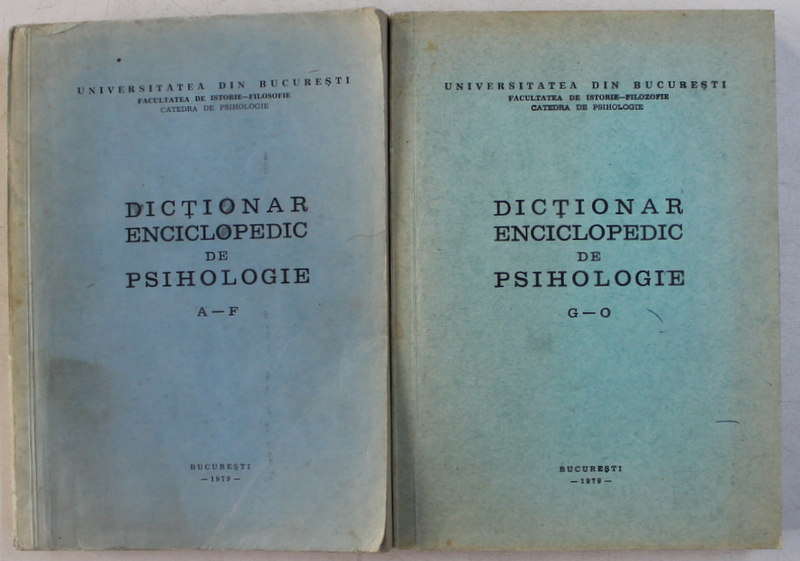 UNIVERSITATEA DIN BUCUREŞTI
FACULTATEA DE ISTORIE—FILOSOFIE
CATEDRA DE PSIHOLOGIE
DICŢIONAR
ENCICLOPEDIC
DE
PSIHOLOGIE
A—F
BUCUREŞTI
—1979—
UNIVERSITATEA DIN BUCUREŞTI
FACULTATEA DE ISTORIE—FILOZOFIE
CATEDRA DE PSIHOLOGIE
DICŢIONAR
ENCICLOPEDIC
DE
PSIHOLOGIE
G—O
BUCUREŞTI
—1979—